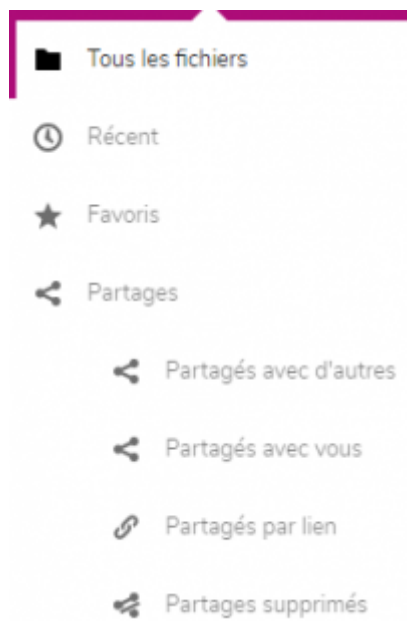 Tous les fichiers
Récent
Favoris
Partages
Partagés avec d'autres
Partagés avec vous
Partagés par lien
Partages supprimés